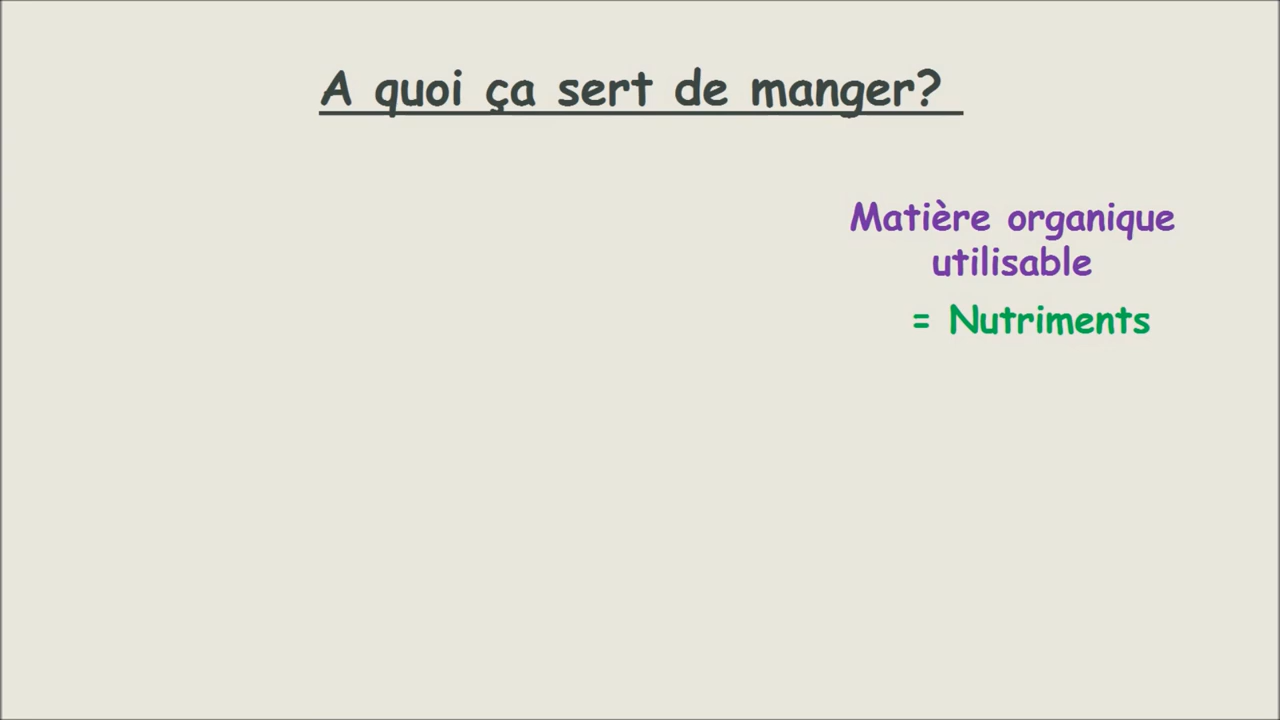 A quoi ça sert de manger?
Matière organique
utilisable
= Nutriments